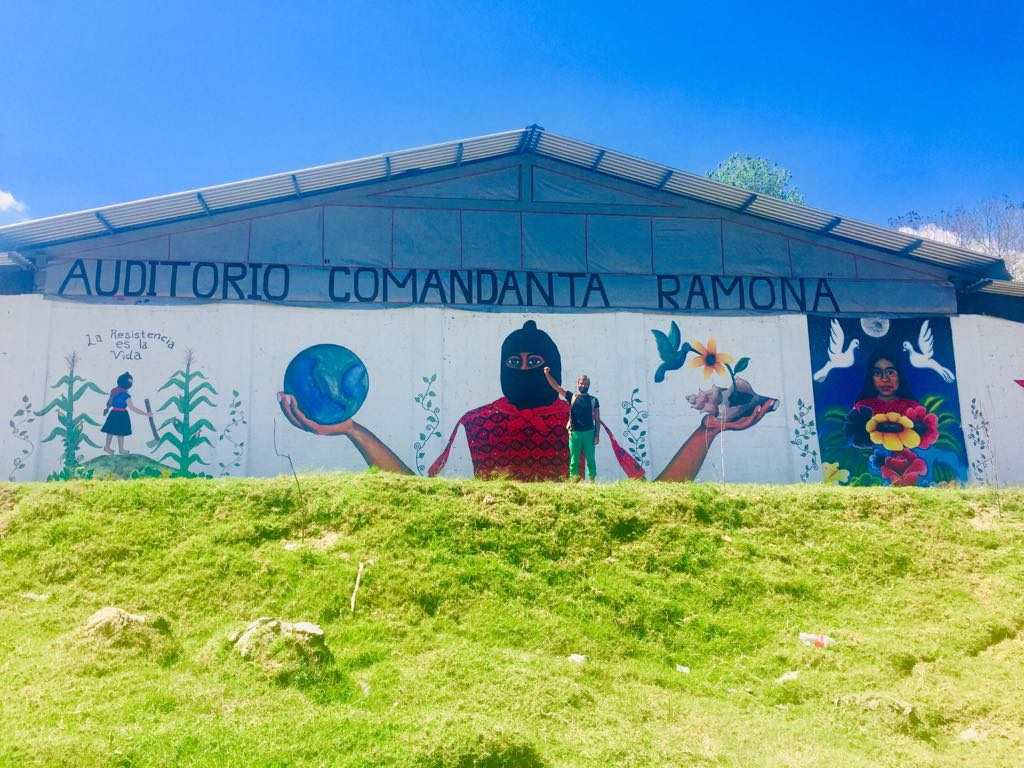 AUDITORIO "COMANDANTA RAMONA"
La Resistencia
es la
Vida